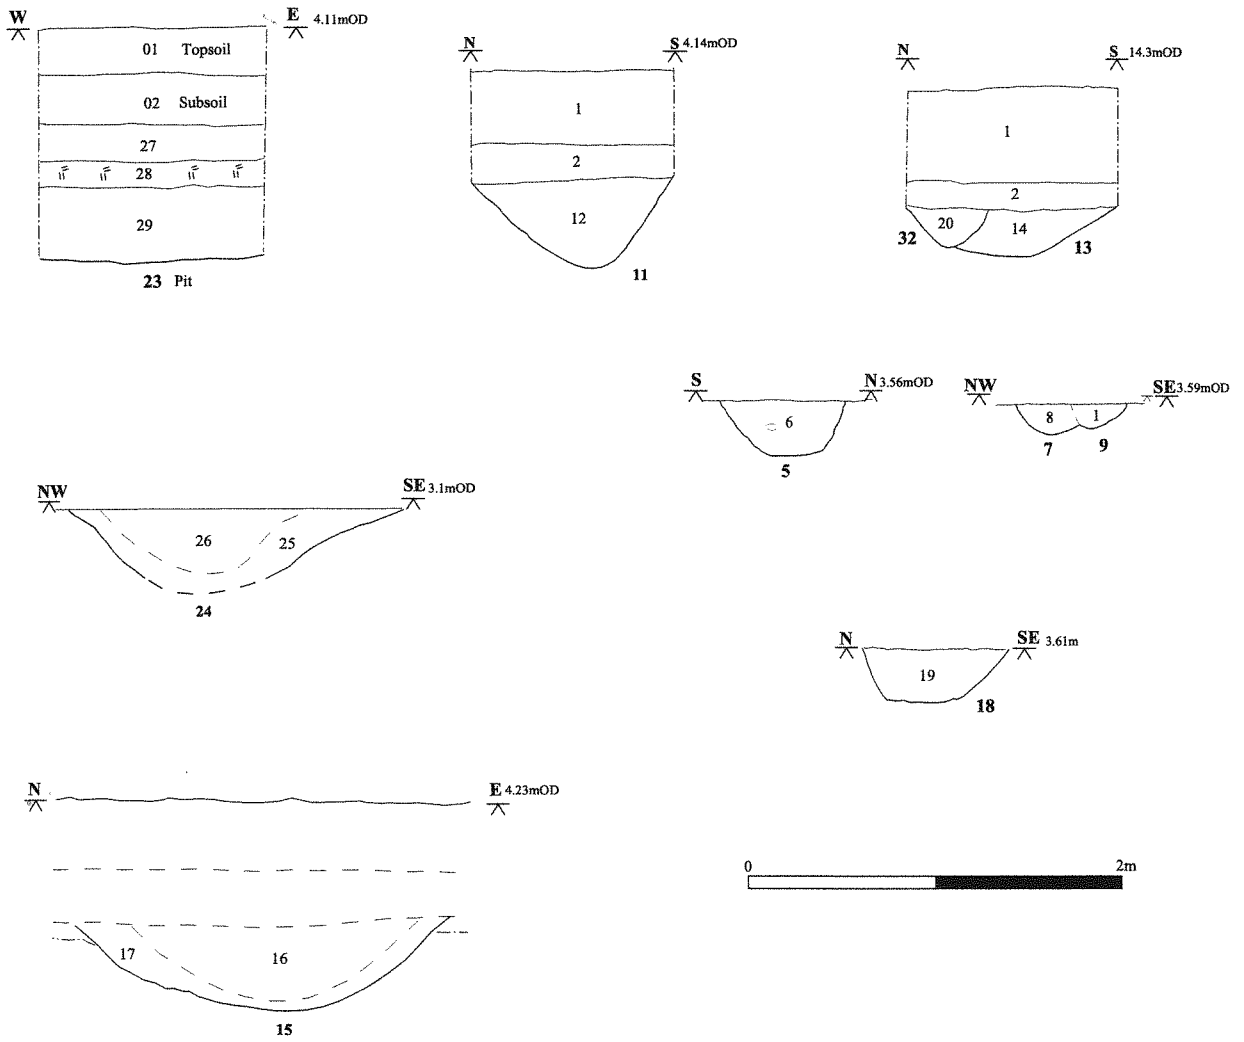 W E 4.11mOD
01 Topsoil
02 Subsoil
27
28
29
23 Pit
N S 4.14mOD
1
2
12
11
N S 14.3mOD
1
2
20 14
32 13
S N 3.56mOD
6
5
NW SE 3.59mOD
8 1
7 9
NW SE 3.1mOD
26 25
24
N SE 3.61m
19
18
N E 4.23mOD
17 16
15
0 2m